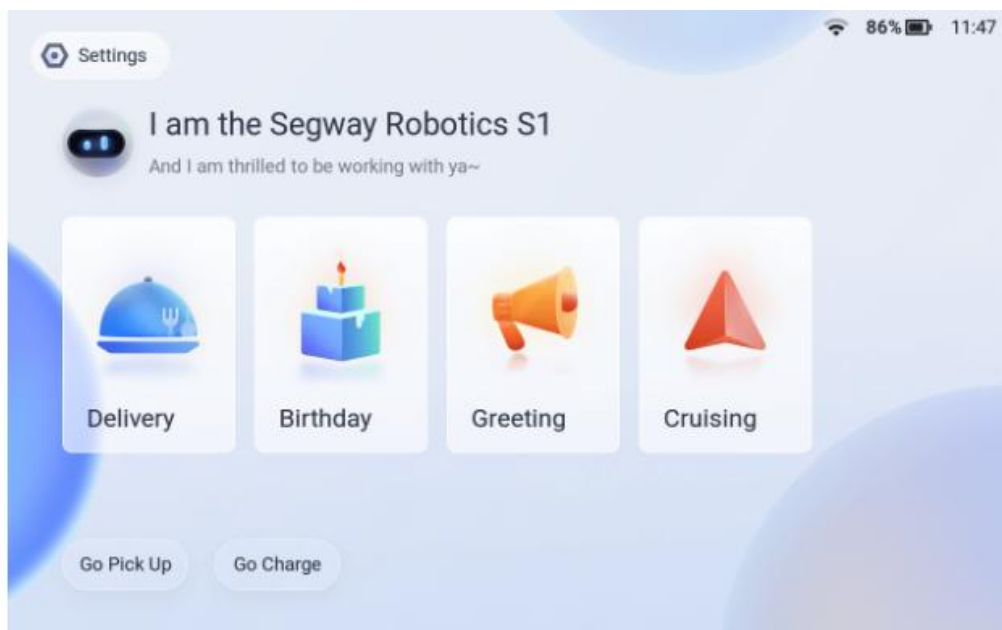 86% 11:47
Settings
I am the Segway Robotics S1
And I am thrilled to be working with ya~
Delivery Birthday Greeting Cruising
Go Pick Up Go Charge